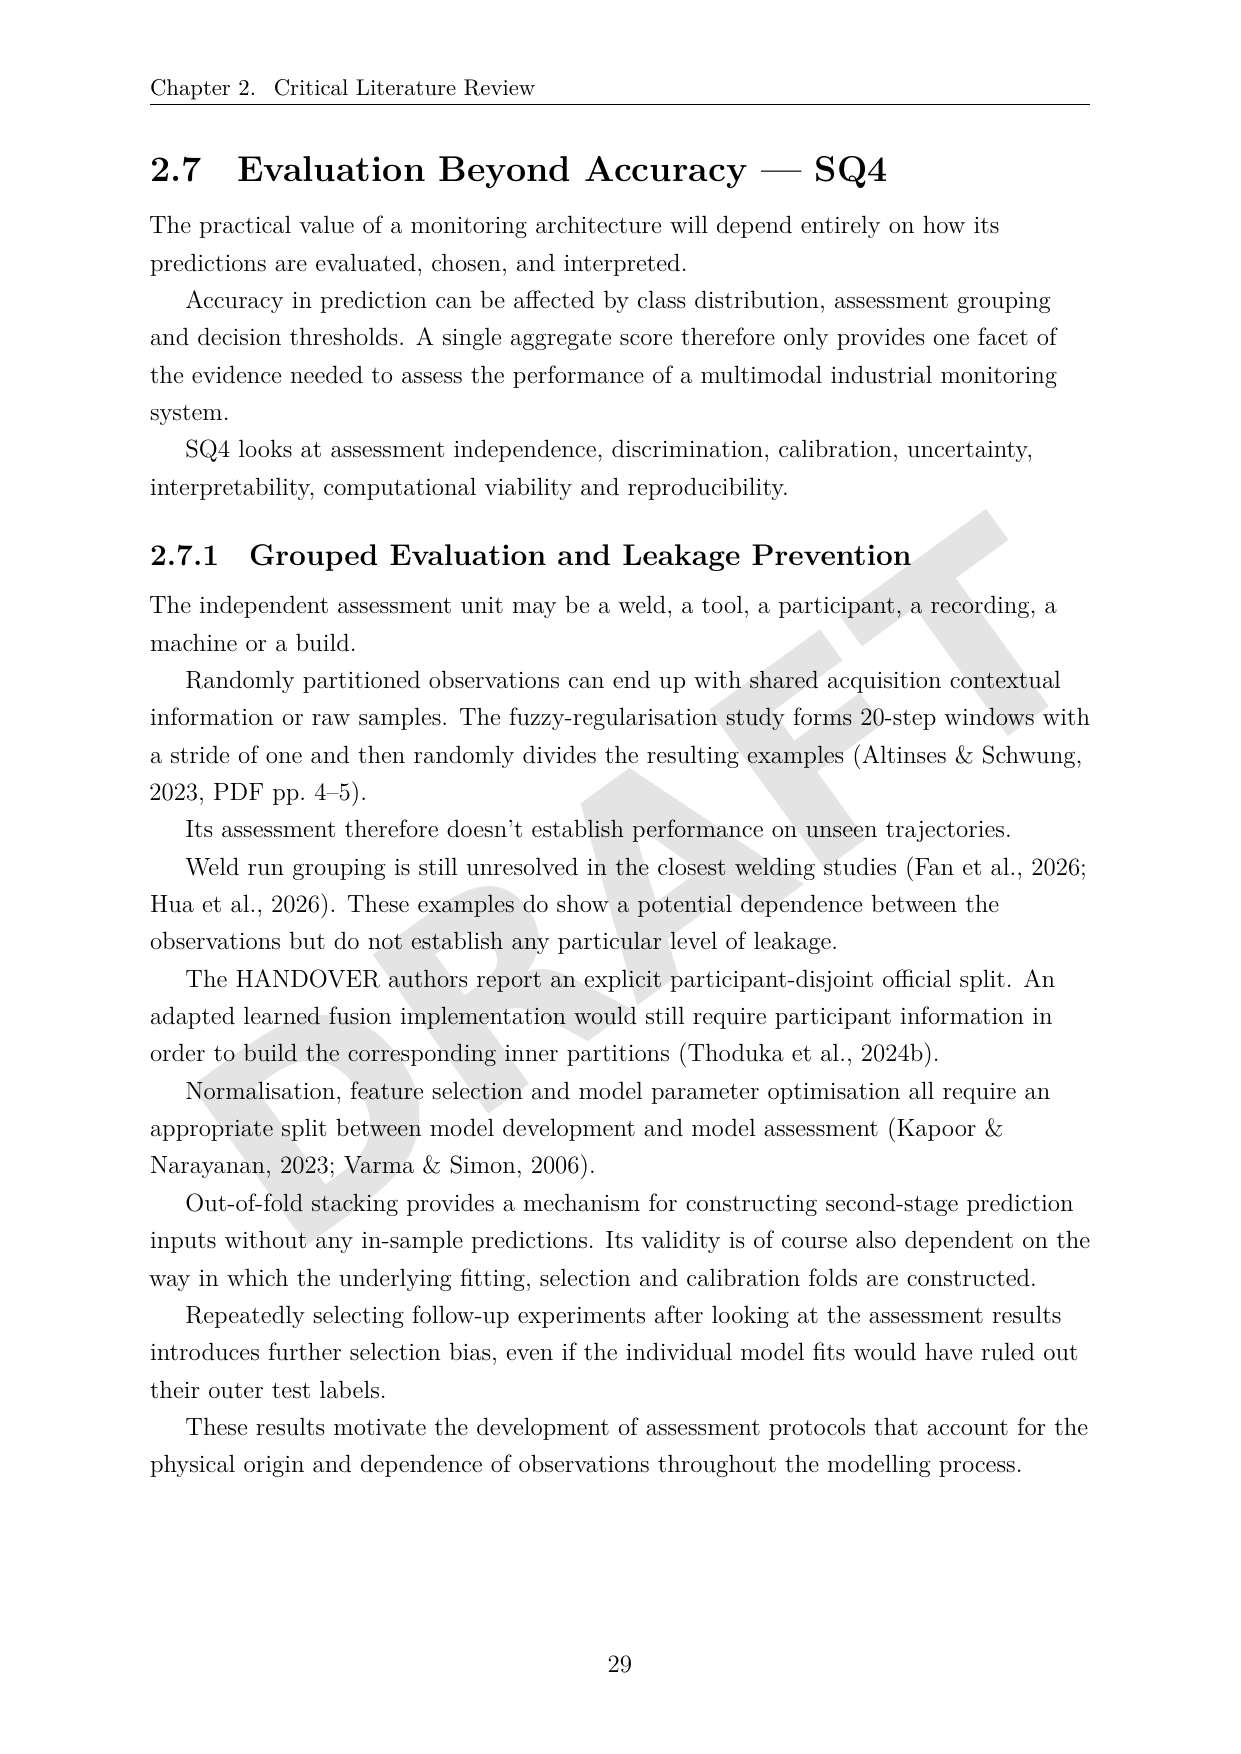 Chapter 2. Critical Literature Review
2.7 Evaluation Beyond Accuracy — SQ4
The practical value of a monitoring architecture will depend entirely on how its
predictions are evaluated, chosen, and interpreted.
Accuracy in prediction can be affected by class distribution, assessment grouping
and decision thresholds. A single aggregate score therefore only provides one facet of
the evidence needed to assess the performance of a multimodal industrial monitoring
system.
SQ4 looks at assessment independence, discrimination, calibration, uncertainty,
interpretability, computational viability and reproducibility.
2.7.1 Grouped Evaluation and Leakage Prevention
The independent assessment unit may be a weld, a tool, a participant, a recording, a
machine or a build.
Randomly partitioned observations can end up with shared acquisition contextual
information or raw samples. The fuzzy-regularisation study forms 20-step windows with
a stride of one and then randomly divides the resulting examples (Altinses & Schwung,
2023, PDF pp. 4–5).
Its assessment therefore doesn't establish performance on unseen trajectories.
Weld run grouping is still unresolved in the closest welding studies (Fan et al., 2026;
Hua et al., 2026). These examples do show a potential dependence between the
observations but do not establish any particular level of leakage.
The HANDOVER authors report an explicit participant-disjoint official split. An
adapted learned fusion implementation would still require participant information in
order to build the corresponding inner partitions (Thoduka et al., 2024b).
Normalisation, feature selection and model parameter optimisation all require an
appropriate split between model development and model assessment (Kapoor &
Narayanan, 2023; Varma & Simon, 2006).
Out-of-fold stacking provides a mechanism for constructing second-stage prediction
inputs without any in-sample predictions. Its validity is of course also dependent on the
way in which the underlying fitting, selection and calibration folds are constructed.
Repeatedly selecting follow-up experiments after looking at the assessment results
introduces further selection bias, even if the individual model fits would have ruled out
their outer test labels.
These results motivate the development of assessment protocols that account for the
physical origin and dependence of observations throughout the modelling process.
DRAFT
29